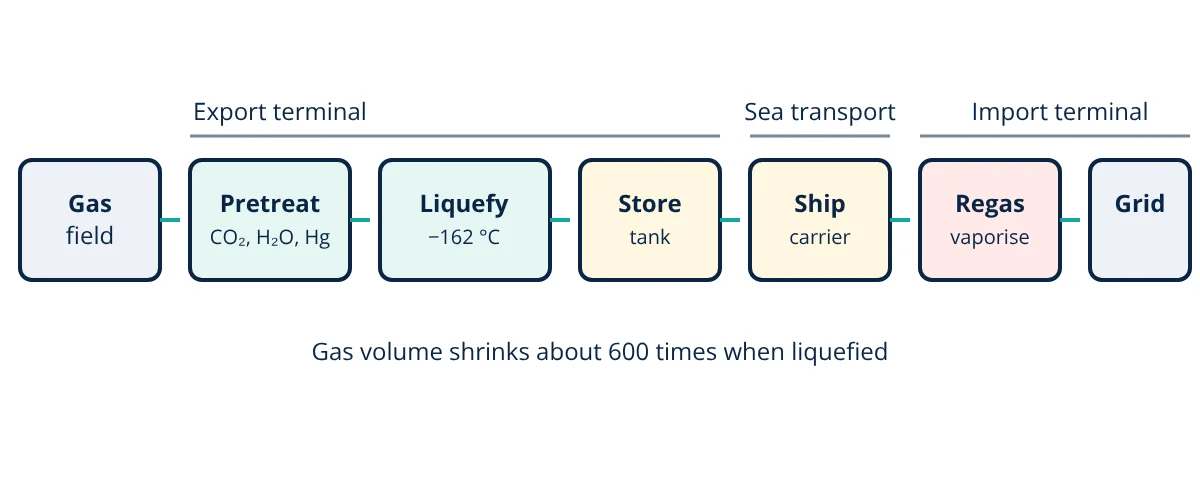 Export terminal
Sea transport
Import terminal
Gas
field
Pretreat
CO₂, H₂O, Hg
Liquefy
−162 °C
Store
tank
Ship
carrier
Regas
vaporise
Grid
Gas volume shrinks about 600 times when liquefied